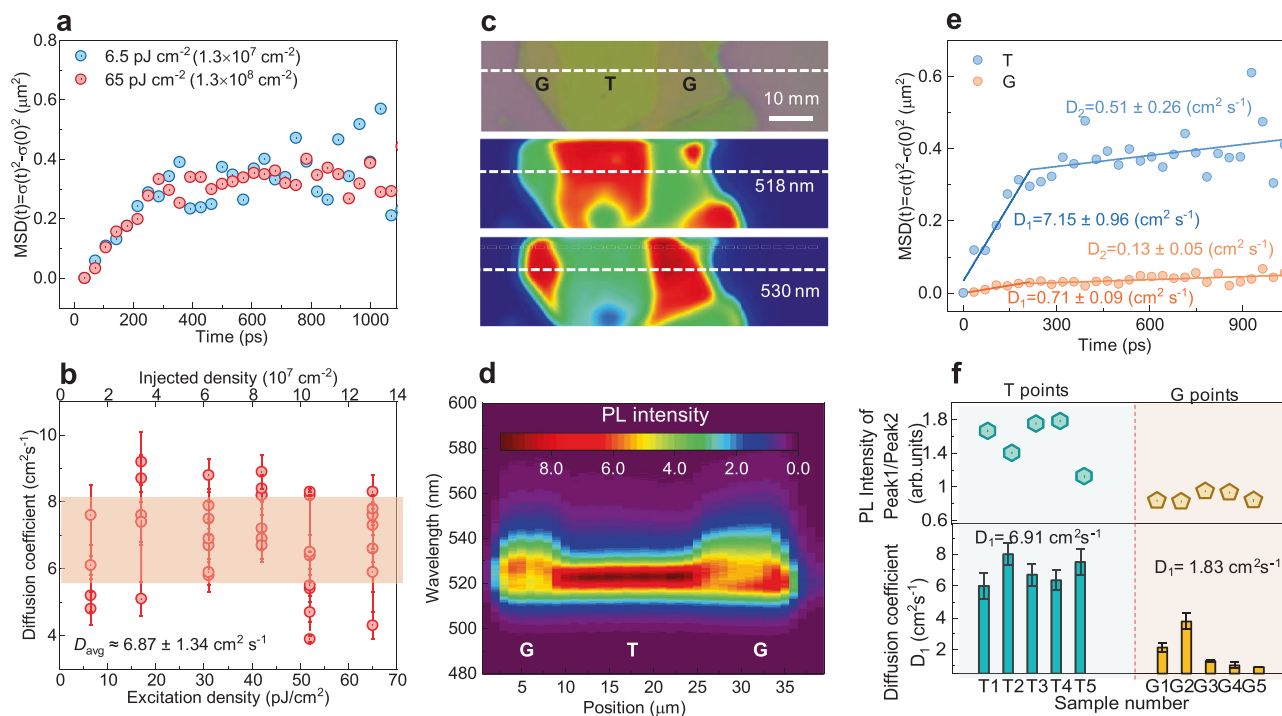 a
0.8
0.6
0.4
0.2
0.0
MSD(t)=σ(t)²-σ(0)² (μm²)
6.5 pJ cm⁻² (1.3×10⁷ cm⁻²)
65 pJ cm⁻² (1.3×10⁸ cm⁻²)
0 200 400 600 800 1000
Time (ps)
b
Injected density (10⁷ cm⁻²)
0 2 4 6 8 10 12 14
10
8
6
4
Diffusion coefficient (cm²s⁻¹)
Davg ≈ 6.87 ± 1.34 cm² s⁻¹
0 10 20 30 40 50 60 70
Excitation density (pJ/cm²)
c
G T G
10 mm
518 nm
530 nm
d
600
580
560
540
520
500
480
Wavelength (nm)
PL intensity
8.0 6.0 4.0 2.0 0.0
G T G
5 10 15 20 25 30 35
Position (μm)
e
0.6
0.3
0.0
MSD(t)=σ(t)²-σ(0)² (μm²)
T
G
D₂=0.51 ± 0.26 (cm² s⁻¹)
D₁=7.15 ± 0.96 (cm² s⁻¹)
D₂=0.13 ± 0.05 (cm² s⁻¹)
D₁=0.71 ± 0.09 (cm² s⁻¹)
0 300 600 900
Time (ps)
f
T points G points
PL Intensity of
Peak1/Peak2
(arb.units)
1.8
1.4
1
0.6
D₁= 6.91 cm²s⁻¹
D₁= 1.83 cm²s⁻¹
Diffusion coefficient
D₁ (cm²s⁻¹)
8
6
4
2
T1 T2 T3 T4 T5 G1 G2 G3 G4 G5
Sample number